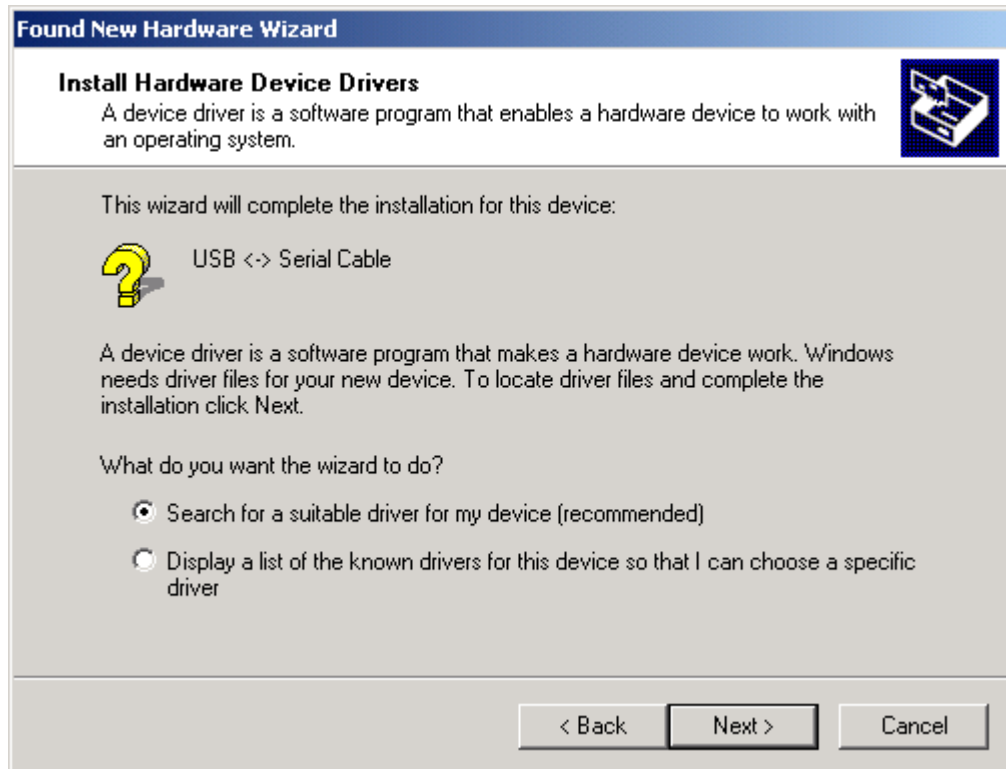 Found New Hardware Wizard
Install Hardware Device Drivers
A device driver is a software program that enables a hardware device to work with
an operating system.
This wizard will complete the installation for this device:
USB <-> Serial Cable
A device driver is a software program that makes a hardware device work. Windows
needs driver files for your new device. To locate driver files and complete the
installation click Next.
What do you want the wizard to do?
Search for a suitable driver for my device (recommended)
Display a list of the known drivers for this device so that I can choose a specific
driver
< Back
Next >
Cancel